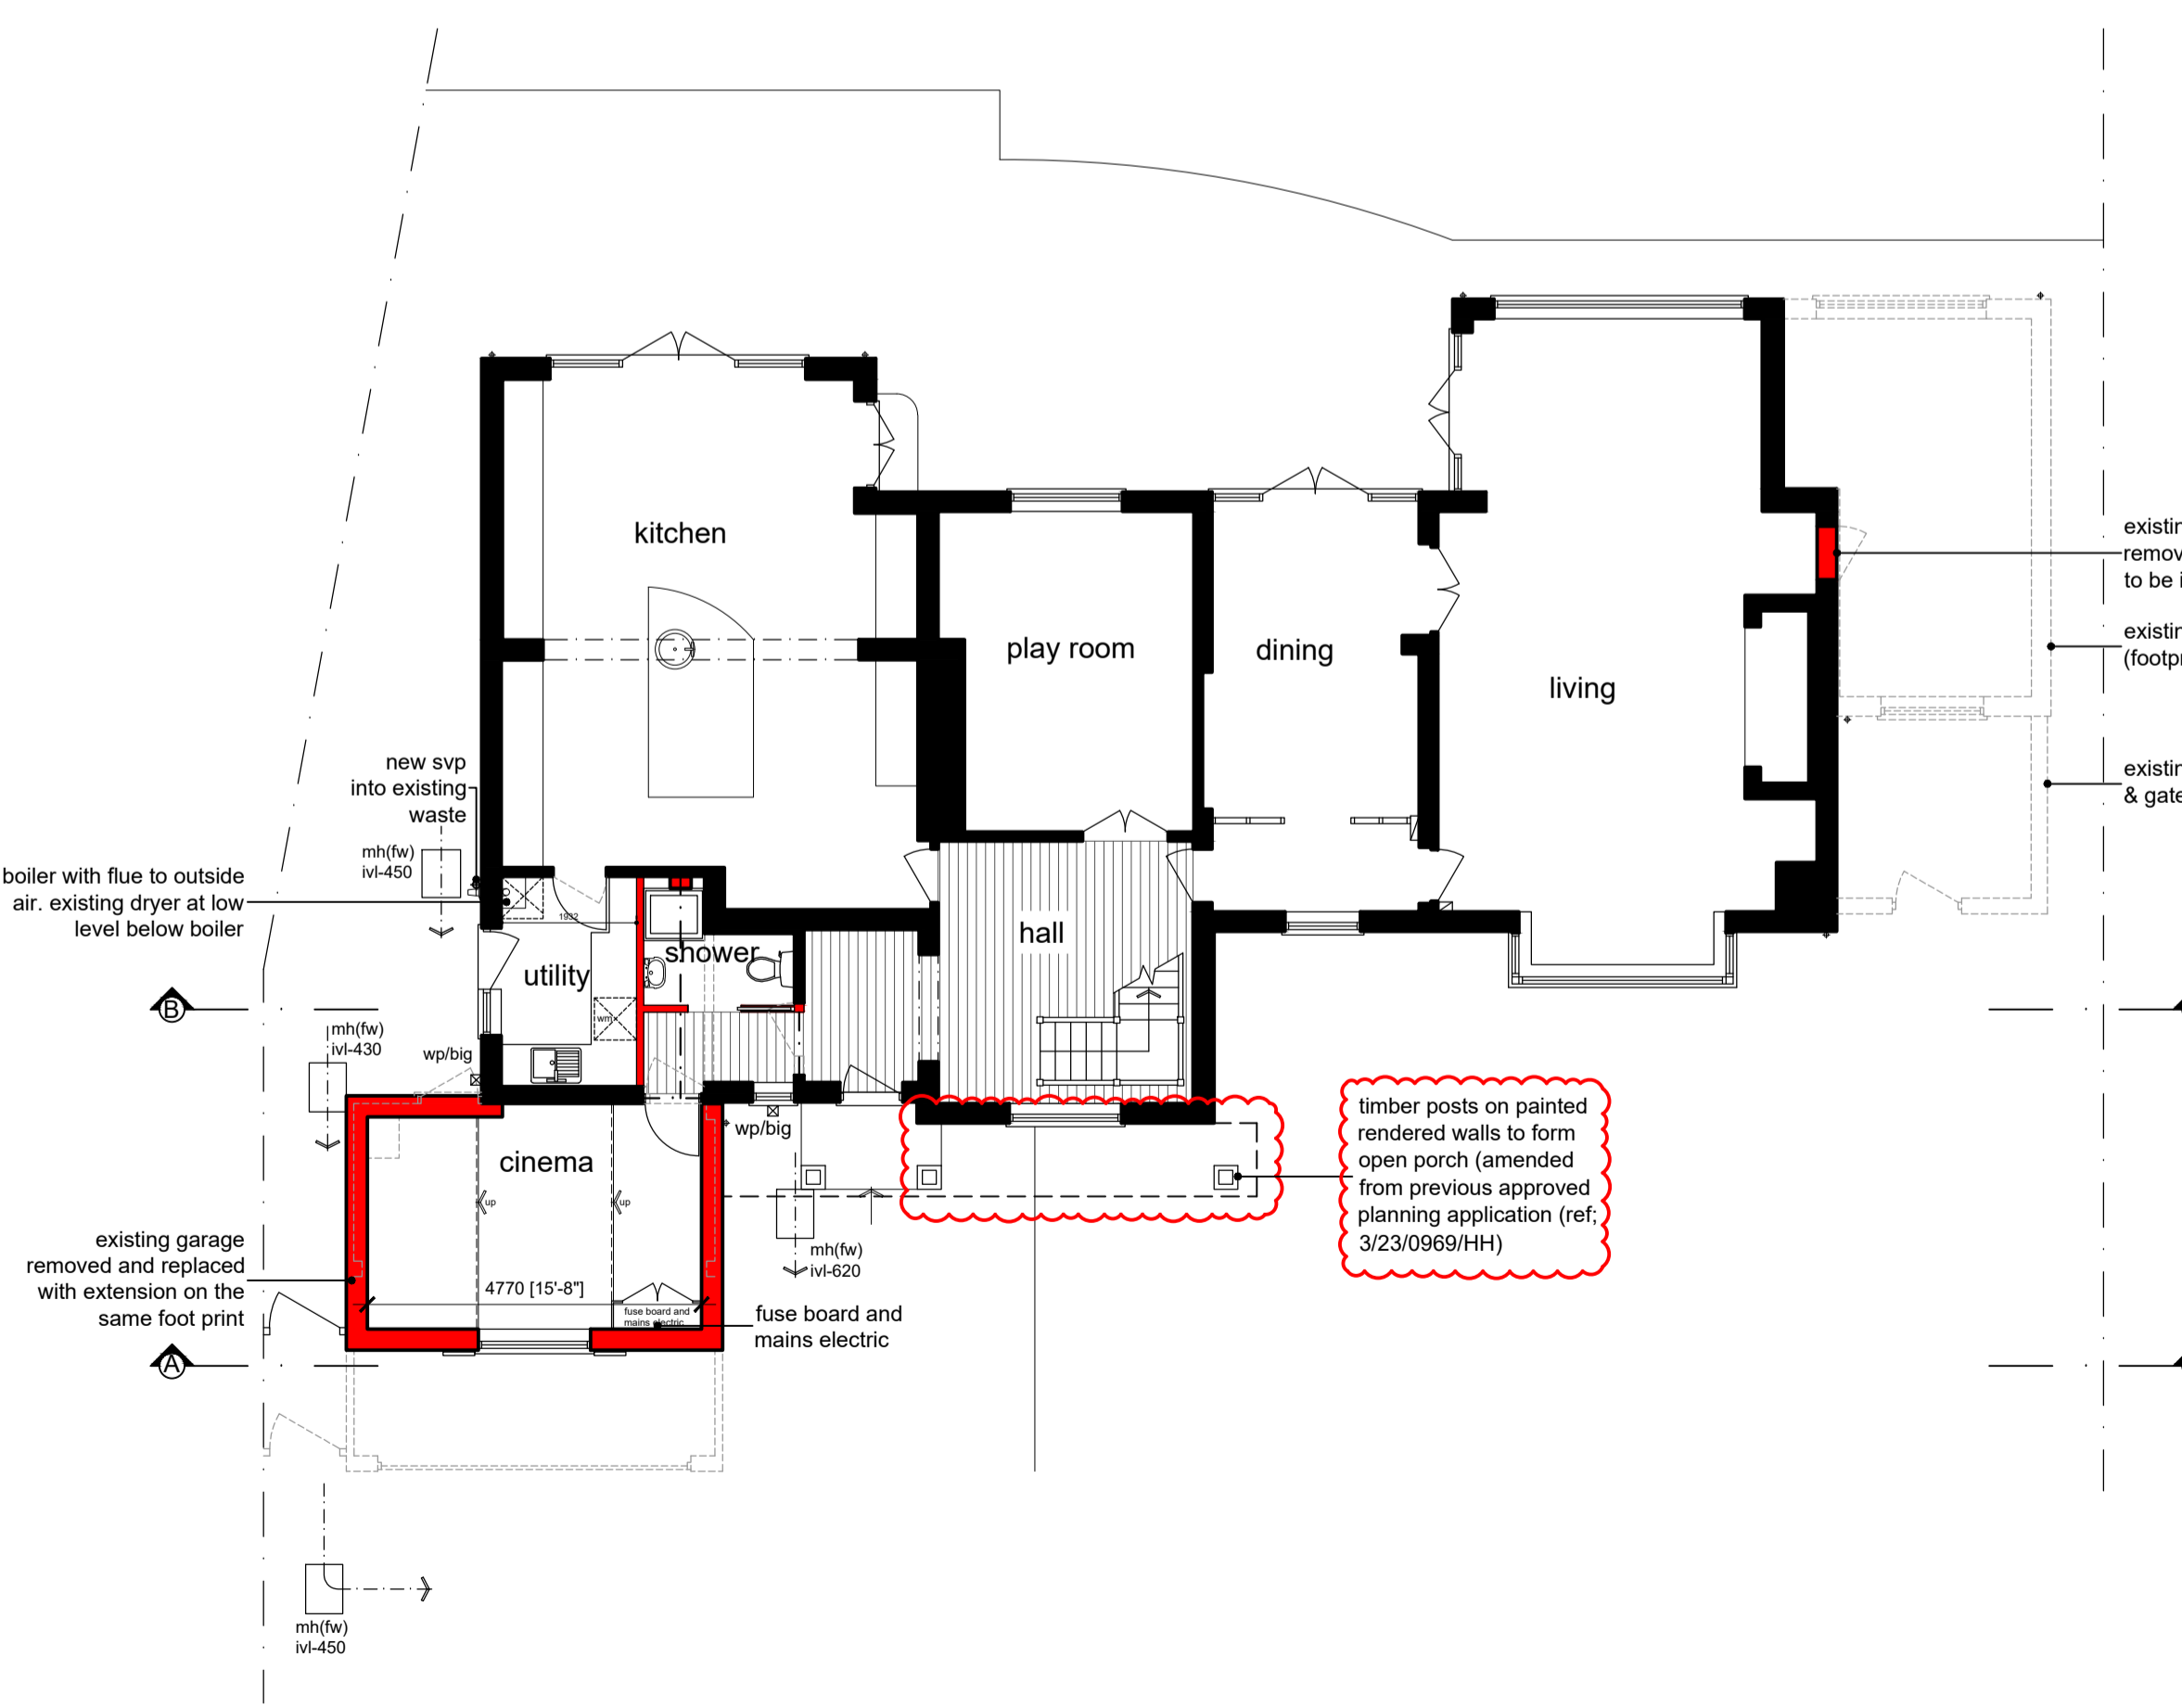 kitchen
play room
dining
living
existin
remov
to be i
existin
(footpr
existin
& gate
new svp
into existing
waste
mh(fw)
ivl-450
boiler with flue to outside
air. existing dryer at low
level below boiler
1932
shower
hall
utility
wm
B
mh(fw)
ivl-430
wp/big
wp/big
cinema
up
up
timber posts on painted
rendered walls to form
open porch (amended
from previous approved
planning application (ref;
3/23/0969/HH)
existing garage
removed and replaced
with extension on the
same foot print
4770 [15'-8"]
mh(fw)
ivl-620
fuse board and
mains electric
fuse board and
mains electric
A
mh(fw)
ivl-450